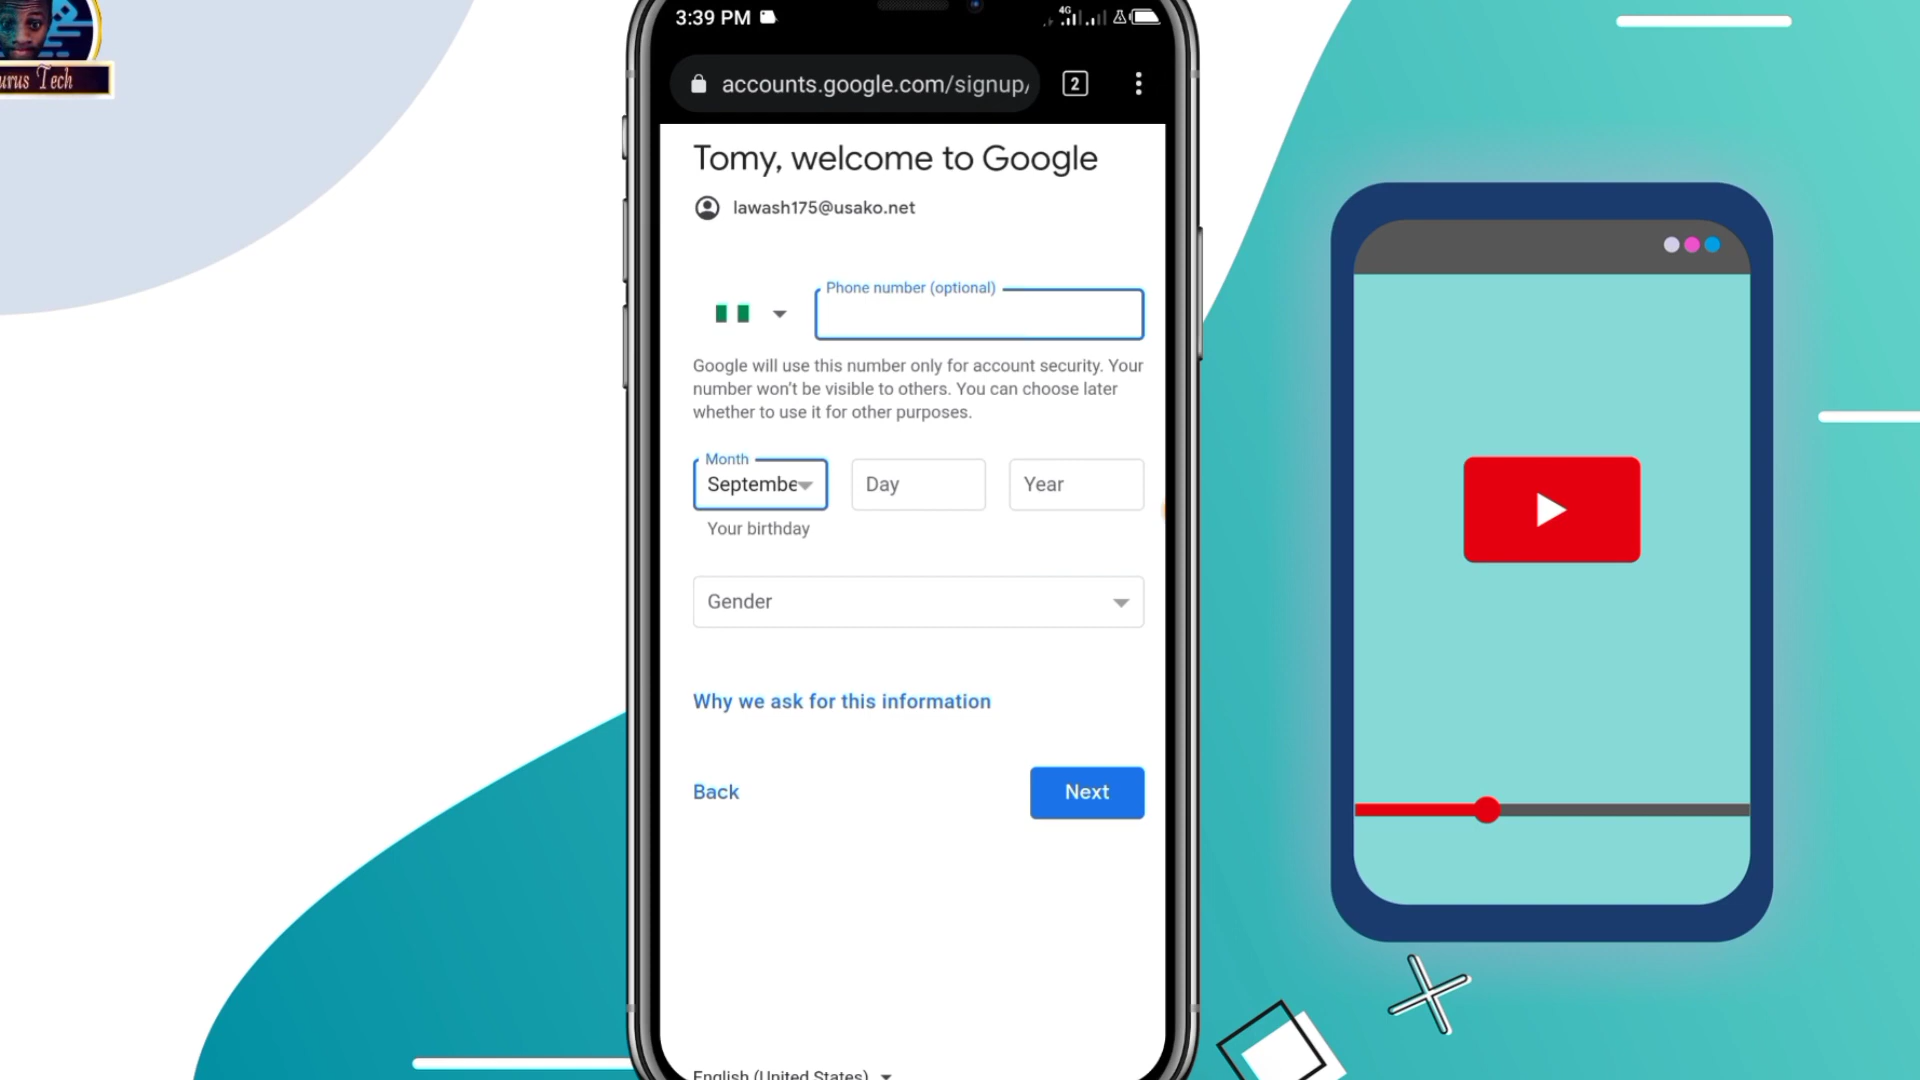 3:39 PM
4G
urus Tech
accounts.google.com/signup/
2
Tomy, welcome to Google
lawash175@usako.net
Phone number (optional)
Google will use this number only for account security. Your
number won't be visible to others. You can choose later
whether to use it for other purposes.
Month
Septembe
Day
Year
Your birthday
Gender
Why we ask for this information
Back
Next
English (United States)